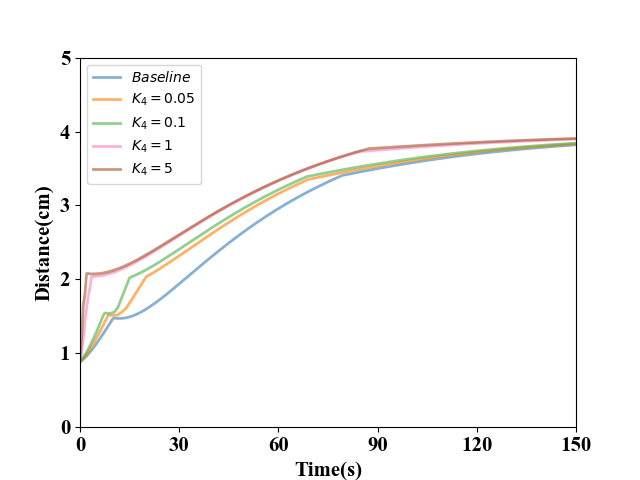 Baseline
K₄ = 0.05
K₄ = 0.1
K₄ = 1
K₄ = 5
5
4
3
2
1
0
Distance(cm)
0 30 60 90 120 150
Time(s)